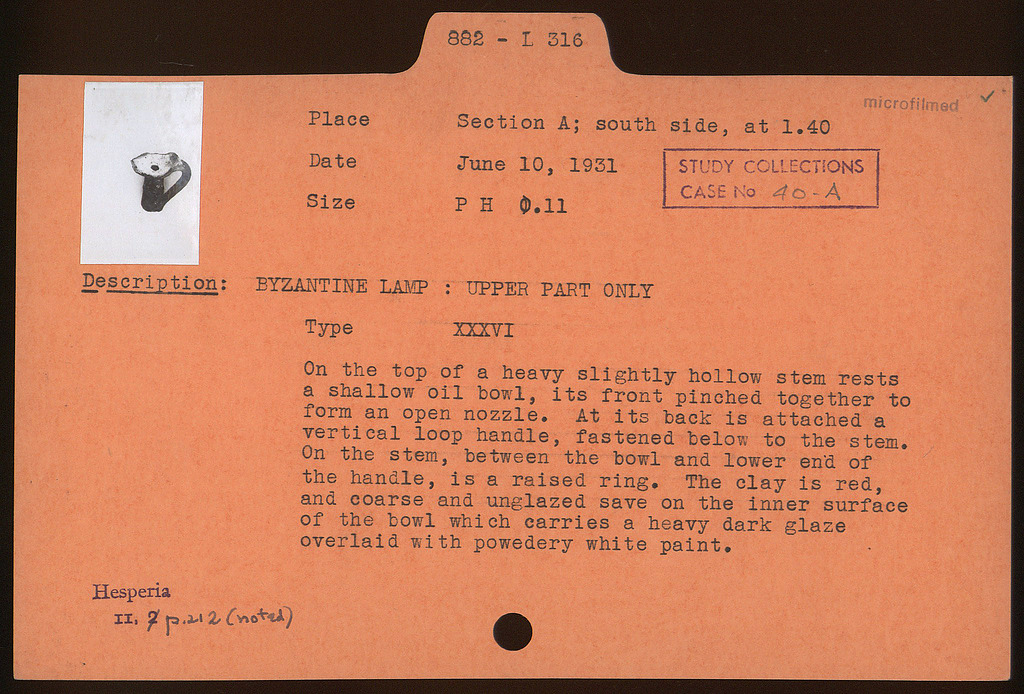 882 - L 316
microfilmed ✓
Place Section A; south side, at 1.40
Date June 10, 1931
STUDY COLLECTIONS
CASE No 40-A
Size P H 0.11
Description: BYZANTINE LAMP : UPPER PART ONLY
Type XXXVI
On the top of a heavy slightly hollow stem rests
a shallow oil bowl, its front pinched together to
form an open nozzle. At its back is attached a
vertical loop handle, fastened below to the stem.
On the stem, between the bowl and lower end of
the handle, is a raised ring. The clay is red,
and coarse and unglazed save on the inner surface
of the bowl which carries a heavy dark glaze
overlaid with powedery white paint.
Hesperia
II, p.212 (noted)